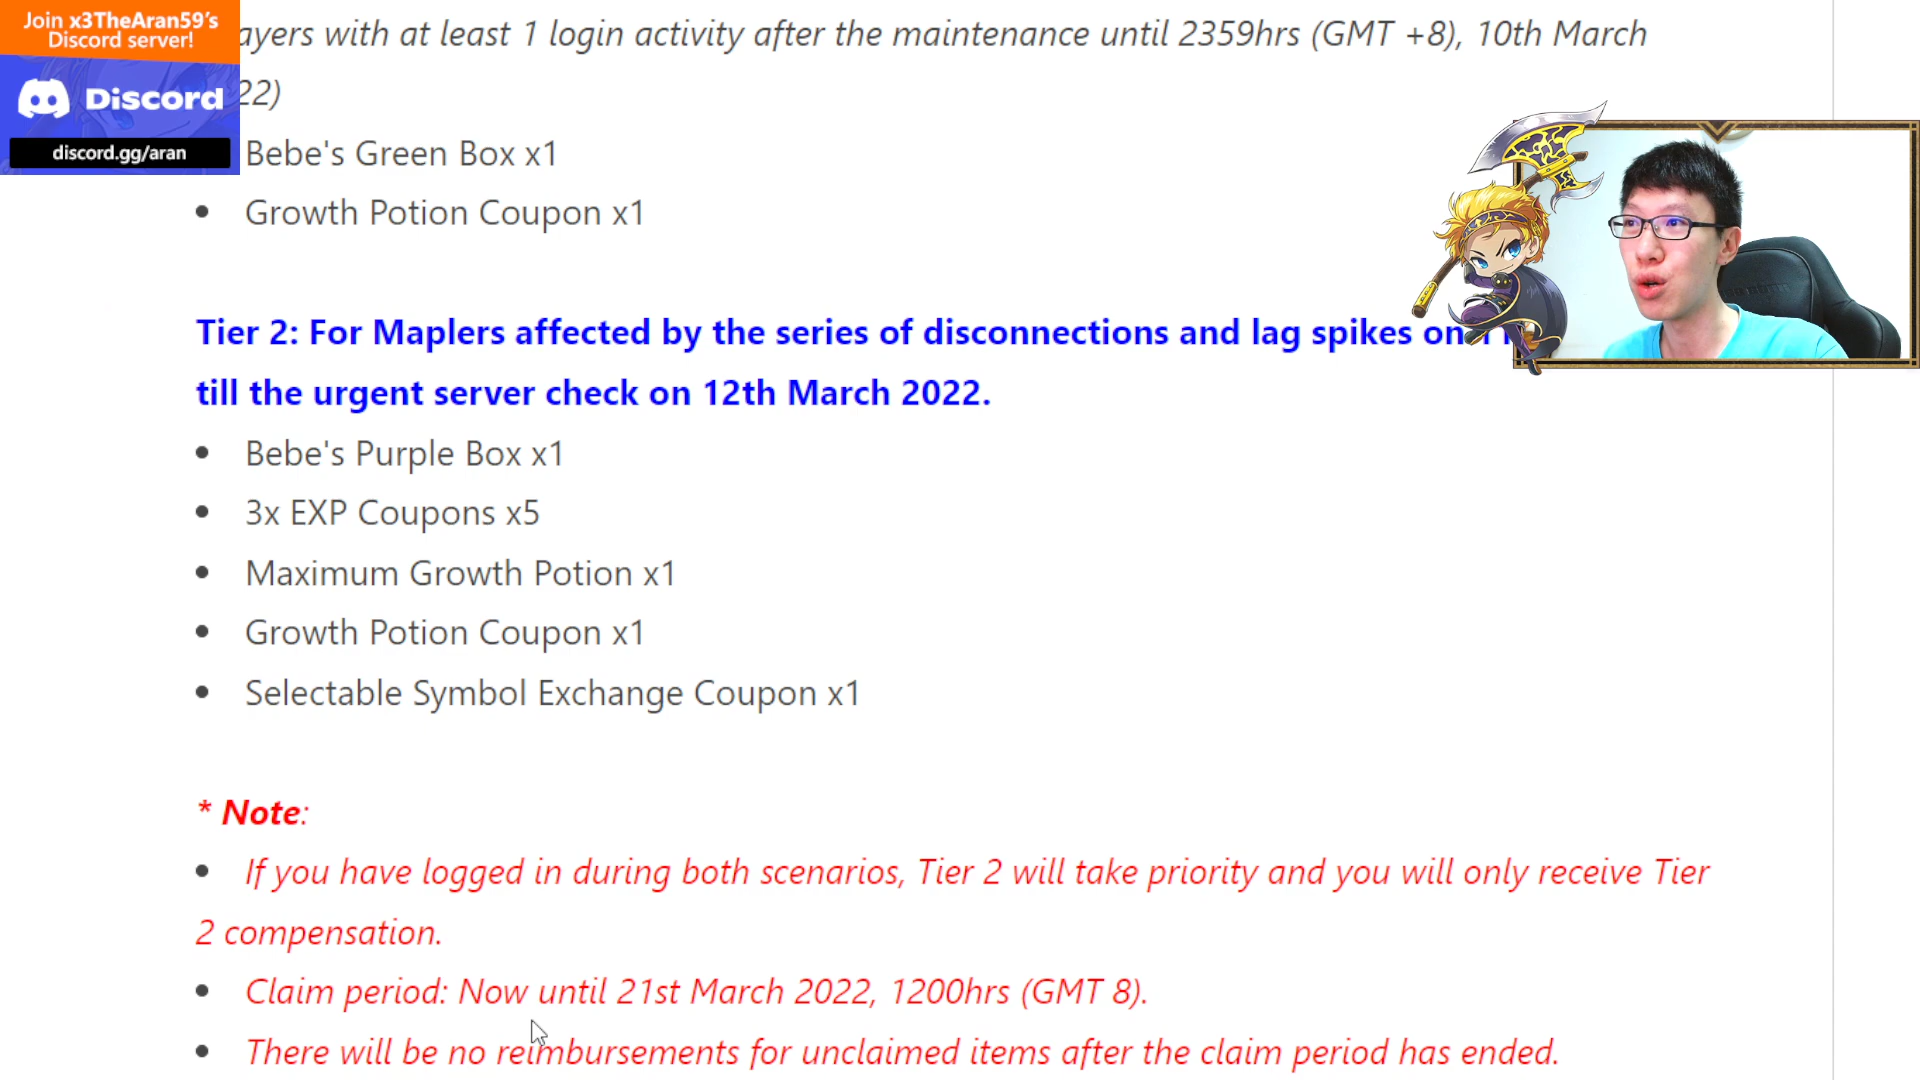 Join x3TheAran59's
Discord server!
Discord
discord.gg/aran
ayers with at least 1 login activity after the maintenance until 2359hrs (GMT +8), 10th March
22)
Bebe's Green Box x1
• Growth Potion Coupon x1
Tier 2: For Maplers affected by the series of disconnections and lag spikes on
till the urgent server check on 12th March 2022.
• Bebe's Purple Box x1
• 3x EXP Coupons x5
• Maximum Growth Potion x1
• Growth Potion Coupon x1
• Selectable Symbol Exchange Coupon x1
* Note:
• If you have logged in during both scenarios, Tier 2 will take priority and you will only receive Tier
2 compensation.
• Claim period: Now until 21st March 2022, 1200hrs (GMT 8).
• There will be no reimbursements for unclaimed items after the claim period has ended.